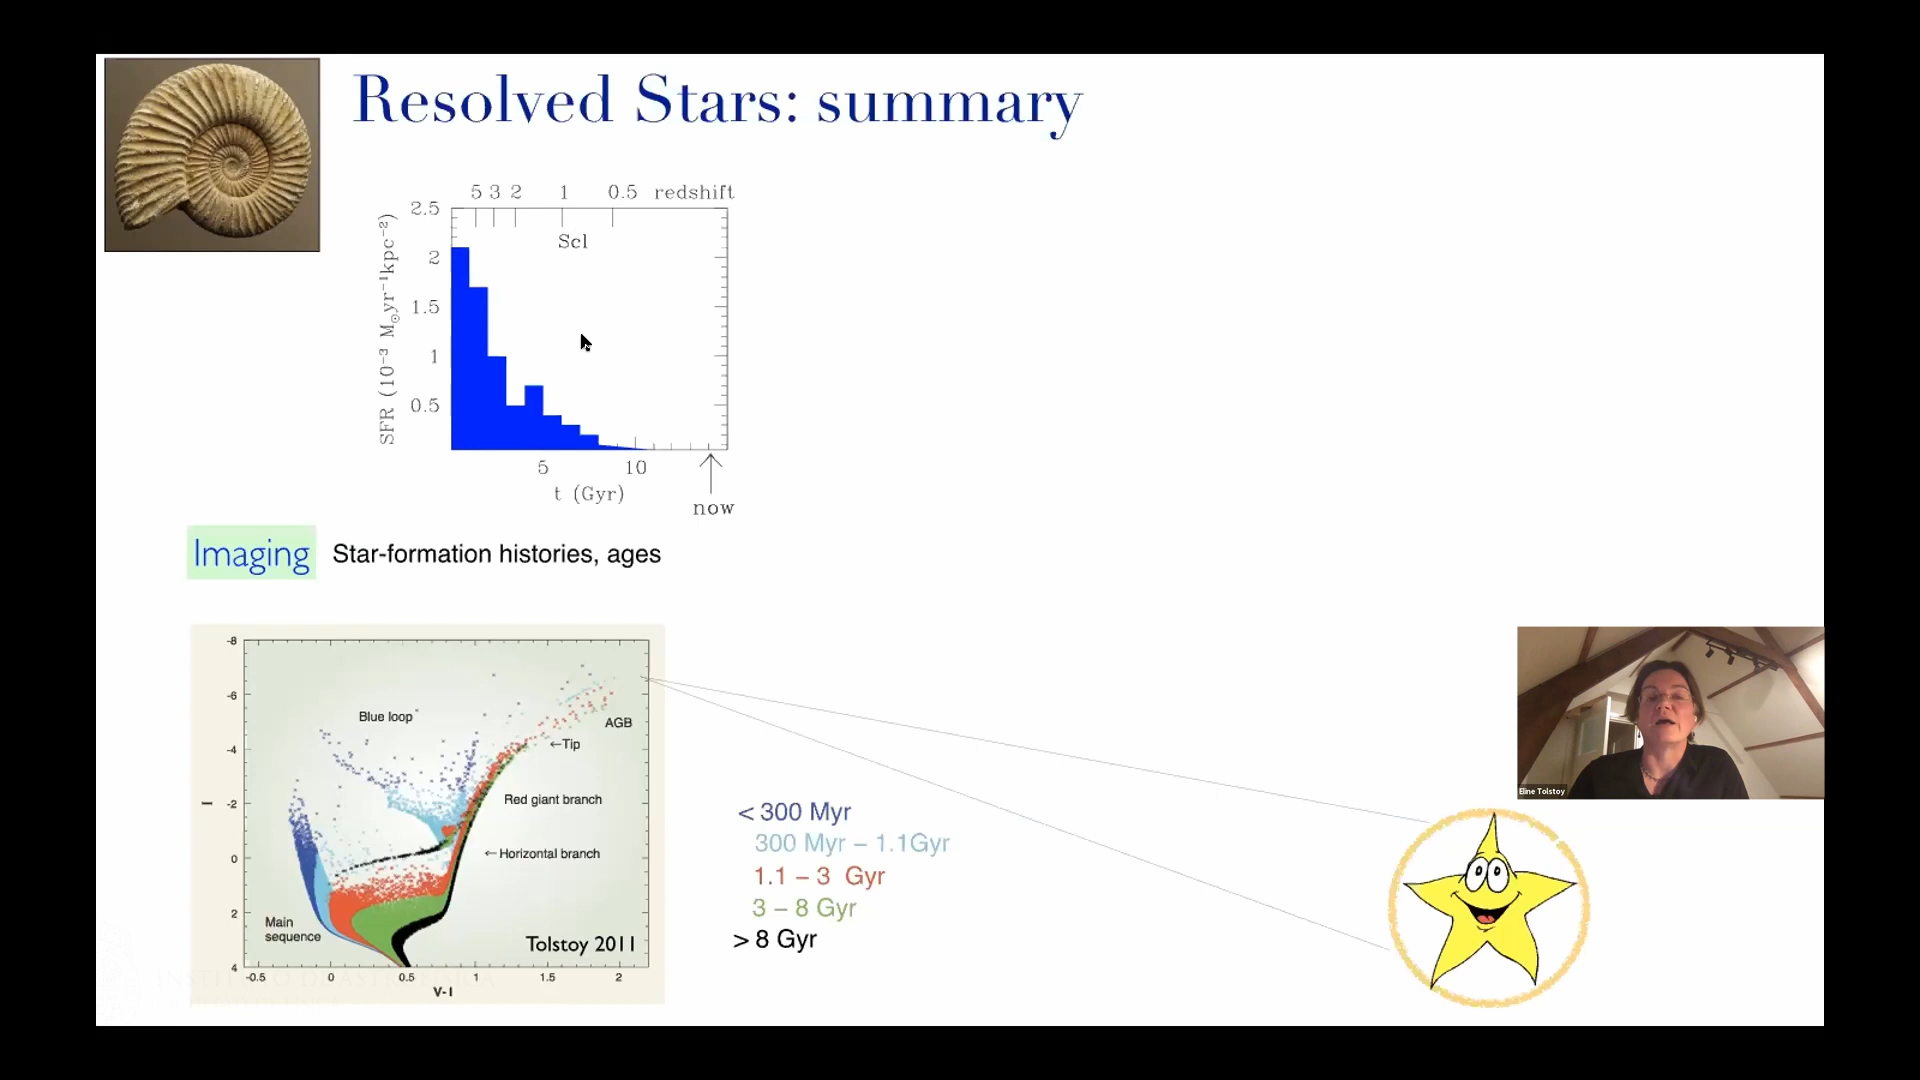 Resolved Stars: summary
5 3 2 1 0.5 redshift
2.5
Scl
2
1.5
1
0.5
SFR (10⁻³ M☉yr⁻¹kpc⁻²)
5 10
t (Gyr)
now
Imaging Star-formation histories, ages
-8
-6
-4
-2
0
2
4
I
Blue loop
AGB
←Tip
Red giant branch
←Horizontal branch
Main
sequence
Tolstoy 2011
-0.5 0 0.5 1 1.5 2
V-I
< 300 Myr
300 Myr – 1.1Gyr
1.1 – 3 Gyr
3 – 8 Gyr
> 8 Gyr
Eline Tolstoy